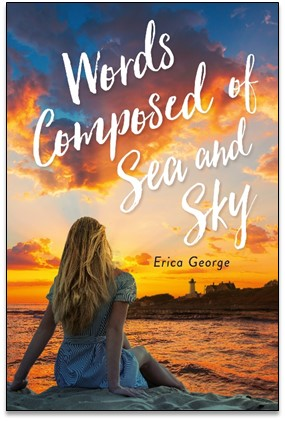 Words
Composed of
Sea and
Sky
Erica George